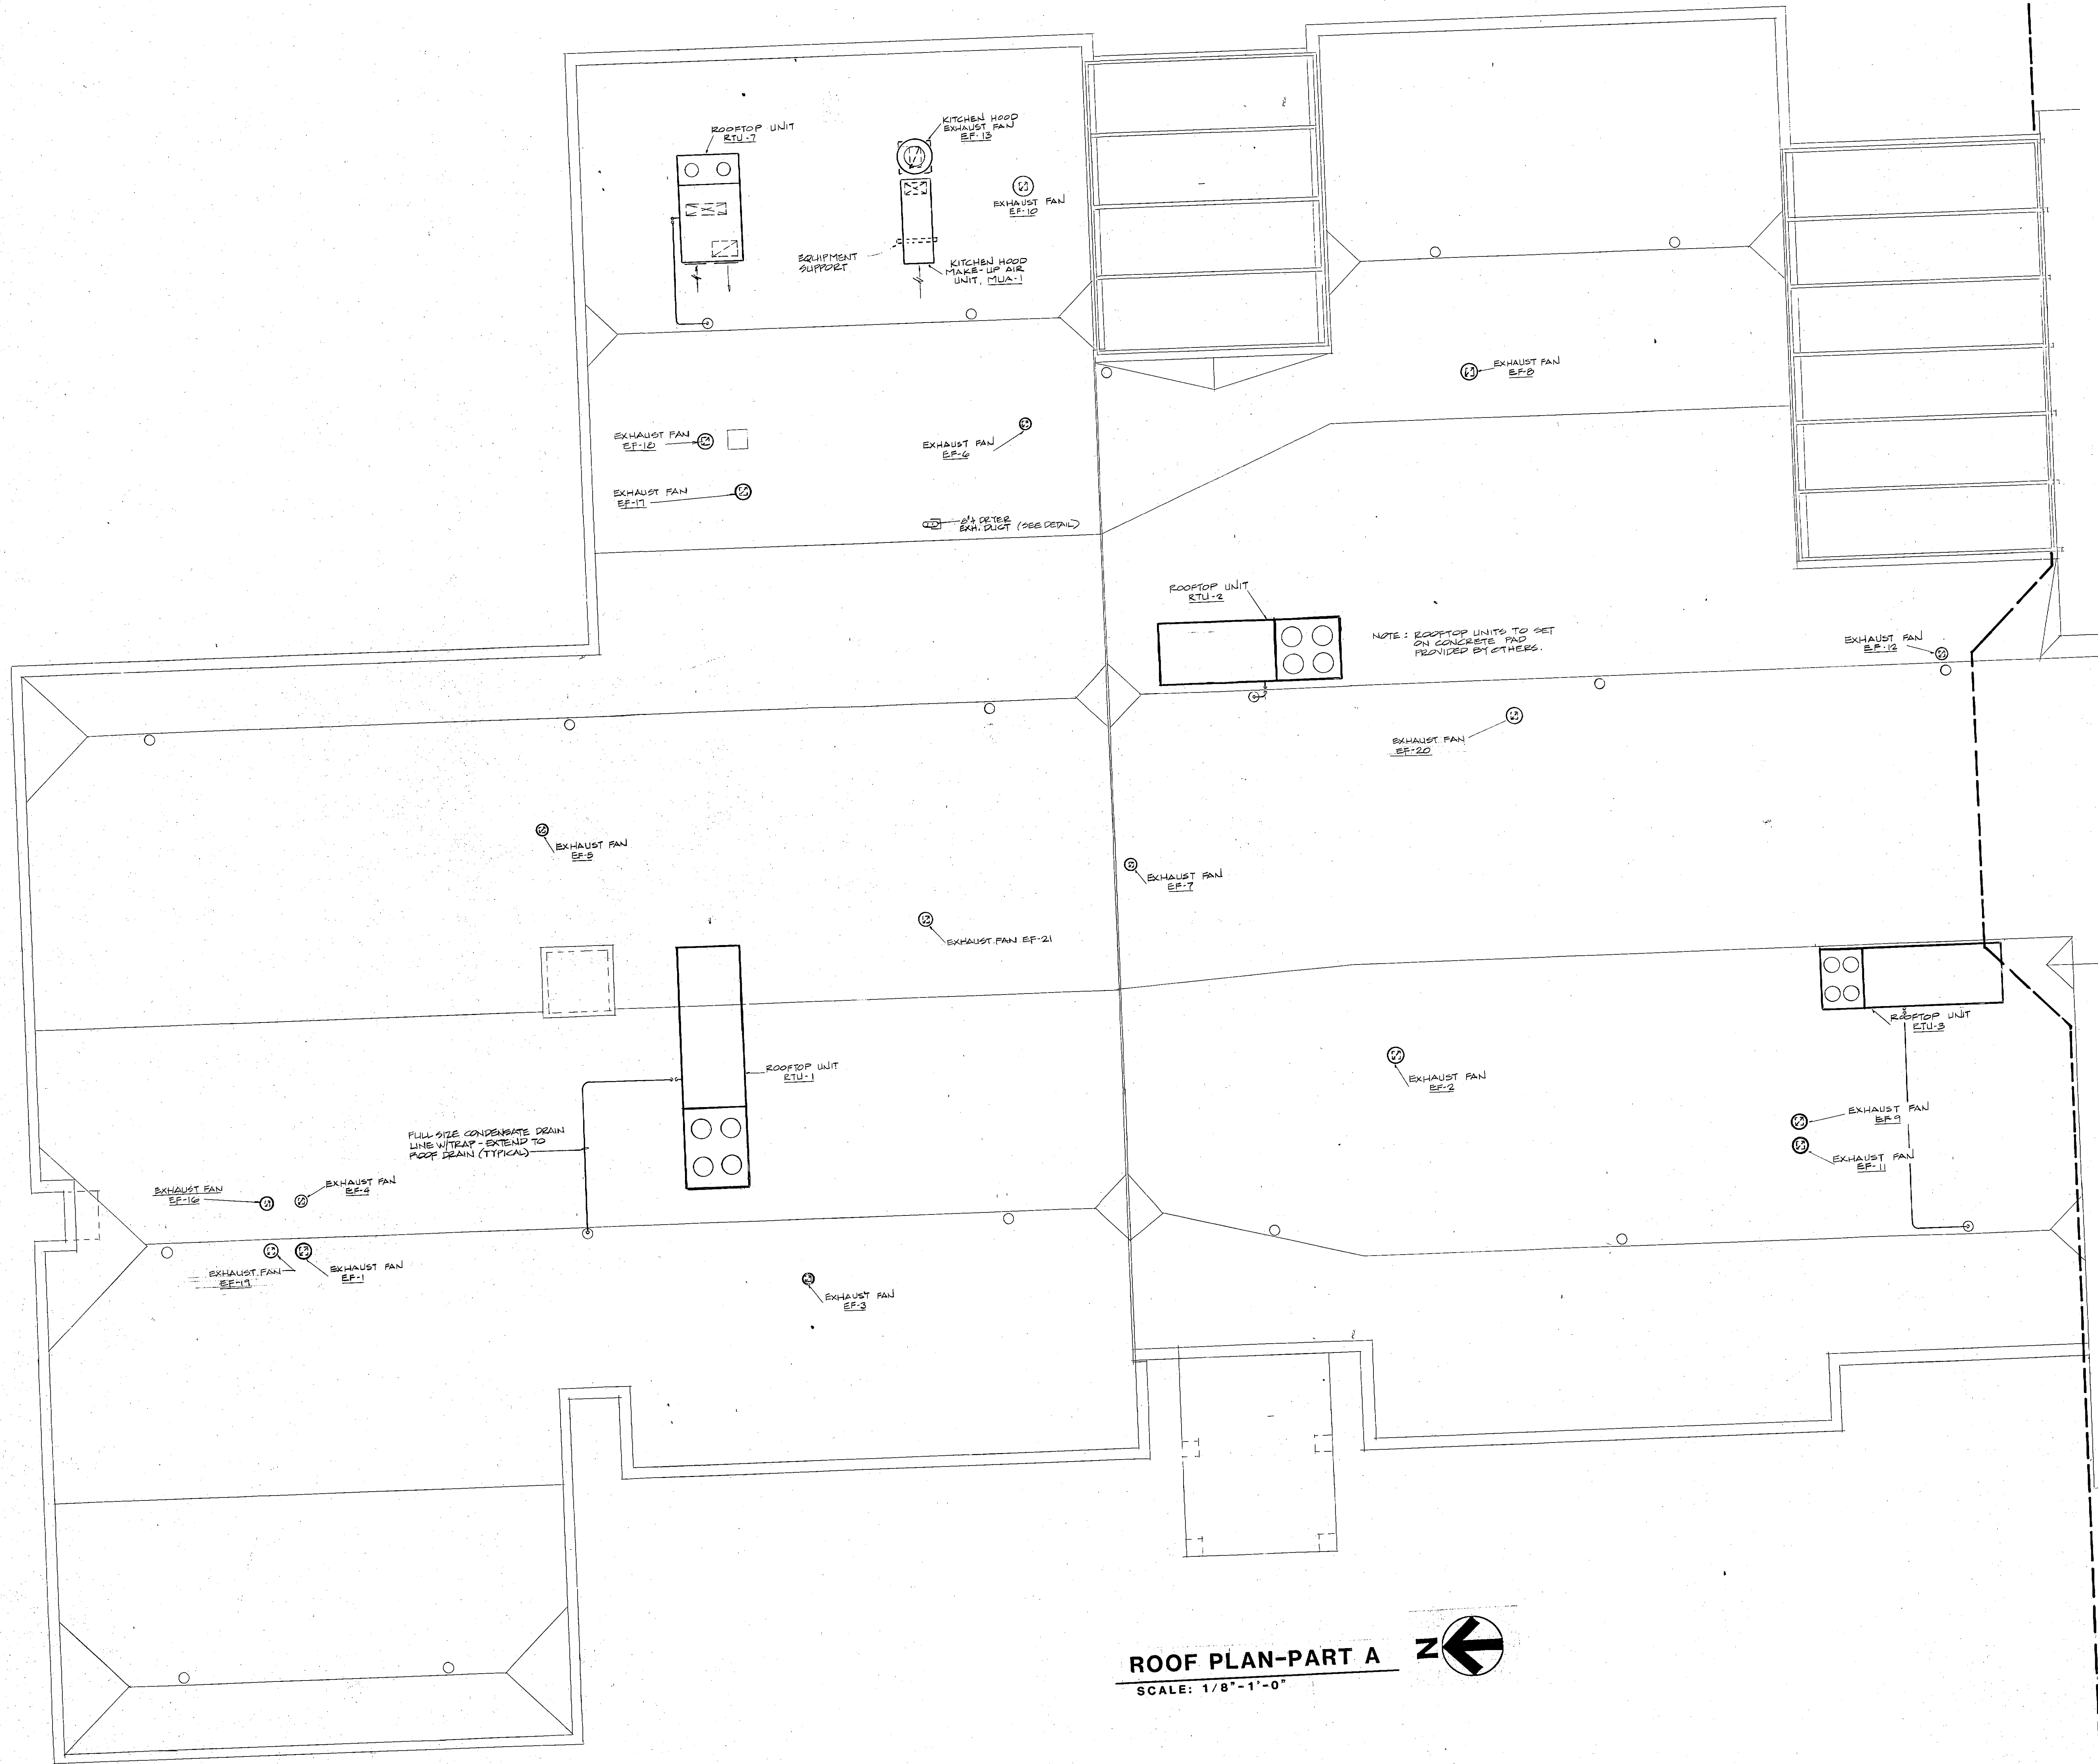 ROOFTOP UNIT
RTU-7
KITCHEN HOOD
EXHAUST FAN
EF-13
EXHAUST FAN
EF-10
EQUIPMENT
SUPPORT
KITCHEN HOOD
MAKE-UP AIR
UNIT, MUA-1
EXHAUST FAN
EF-8
EXHAUST FAN
EF-18
EXHAUST FAN
EF-6
EXHAUST FAN
EF-17
DRYER
EXH. DUCT (SEE DETAIL)
ROOFTOP UNIT
RTU-2
NOTE: ROOFTOP UNITS TO SET
ON CONCRETE PAD
PROVIDED BY OTHERS.
EXHAUST FAN
EF-12
EXHAUST FAN
EF-20
EXHAUST FAN
EF-5
EXHAUST FAN
EF-7
EXHAUST FAN EF-21
ROOFTOP UNIT
RTU-3
ROOFTOP UNIT
RTU-1
EXHAUST FAN
EF-2
EXHAUST FAN
EF-9
FULL SIZE CONDENSATE DRAIN
LINE W/TRAP - EXTEND TO
ROOF DRAIN (TYPICAL)
EXHAUST FAN
EF-11
EXHAUST FAN
EF-16
EXHAUST FAN
EF-4
EXHAUST FAN
EF-19
EXHAUST FAN
EF-1
EXHAUST FAN
EF-3
ROOF PLAN-PART A
N
SCALE: 1/8"-1'-0"